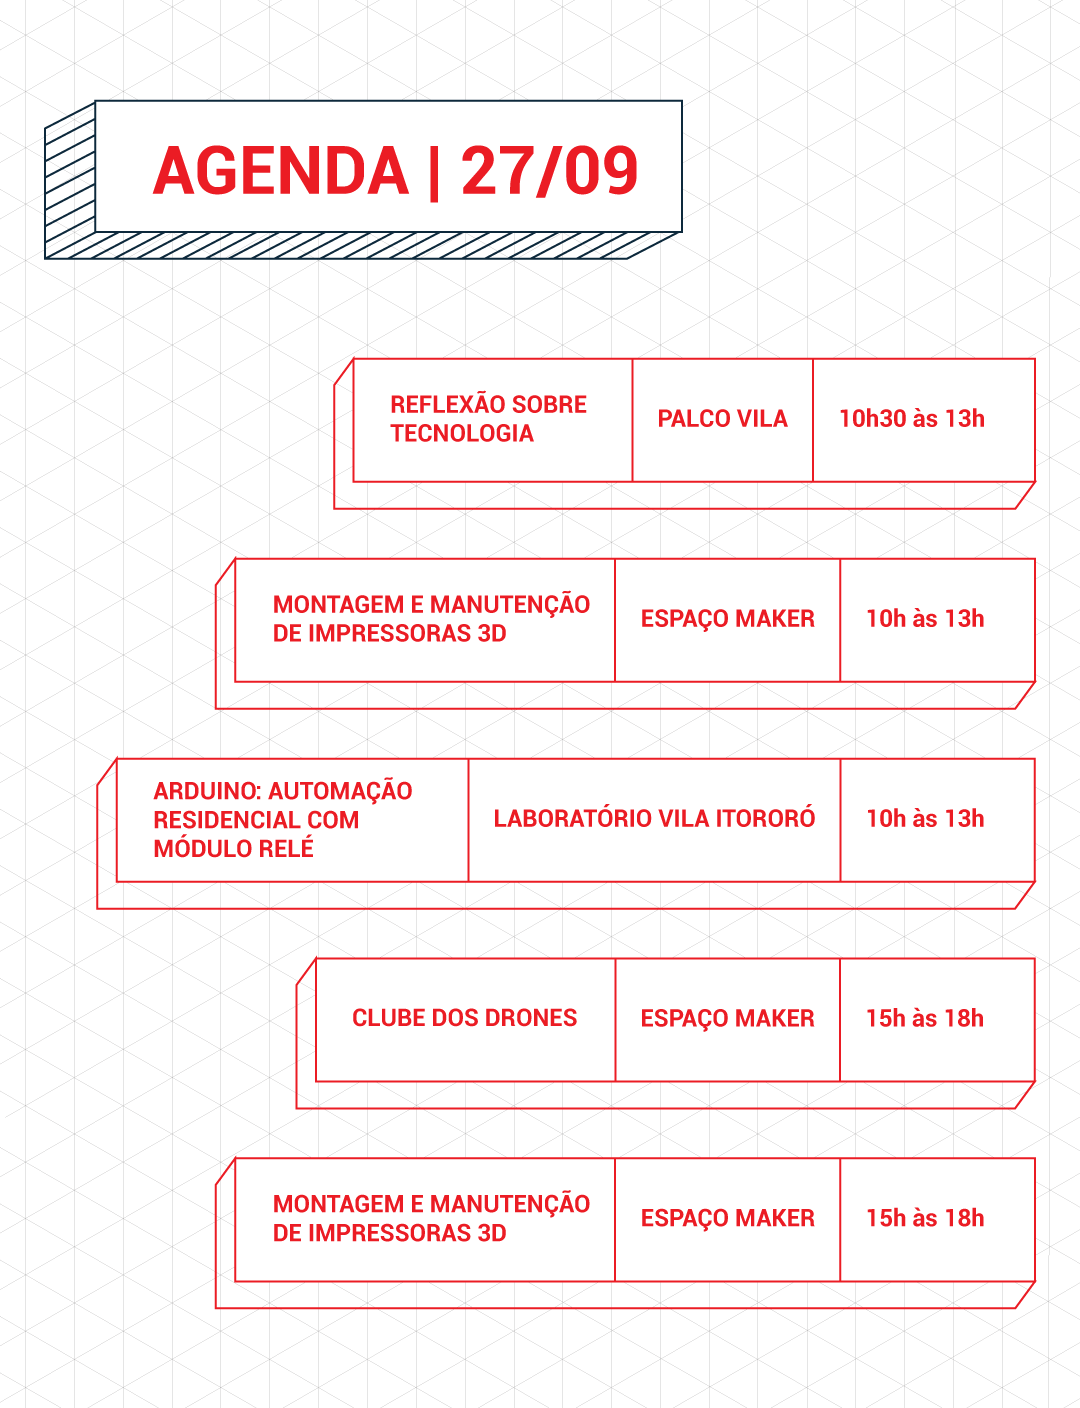 AGENDA | 27/09
REFLEXÃO SOBRE
TECNOLOGIA
PALCO VILA
10h30 às 13h
MONTAGEM E MANUTENÇÃO
DE IMPRESSORAS 3D
ESPAÇO MAKER
10h às 13h
ARDUINO: AUTOMAÇÃO
RESIDENCIAL COM
MÓDULO RELÉ
LABORATÓRIO VILA ITORORÓ
10h às 13h
CLUBE DOS DRONES
ESPAÇO MAKER
15h às 18h
MONTAGEM E MANUTENÇÃO
DE IMPRESSORAS 3D
ESPAÇO MAKER
15h às 18h